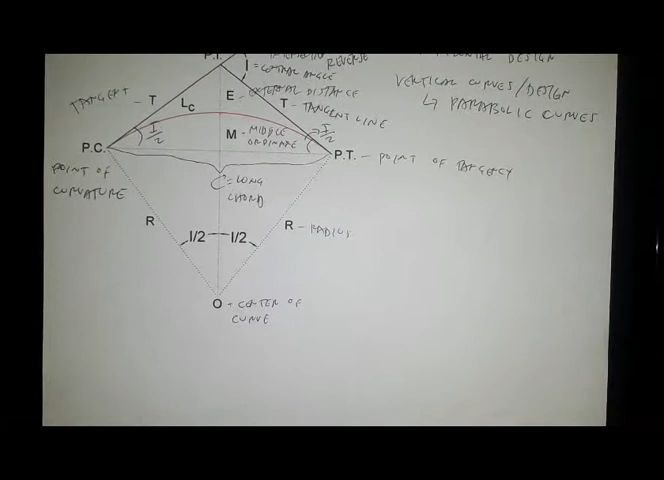 P.I.
REVERSE
DESIGN
I = CENTRAL ANGLE
VERTICAL CURVES/DESIGN
↳ PARABOLIC CURVES
TANGENT - T
LC
E - EXTERNAL DISTANCE
T - TANGENT LINE
I/2
M - MIDDLE
ORDINATE
I/2
P.C.
P.T. - POINT OF TANGENCY
POINT OF
CURVATURE
C = LONG
CHORD
R
I/2
I/2
R - RADIUS
O - CENTER OF
CURVE